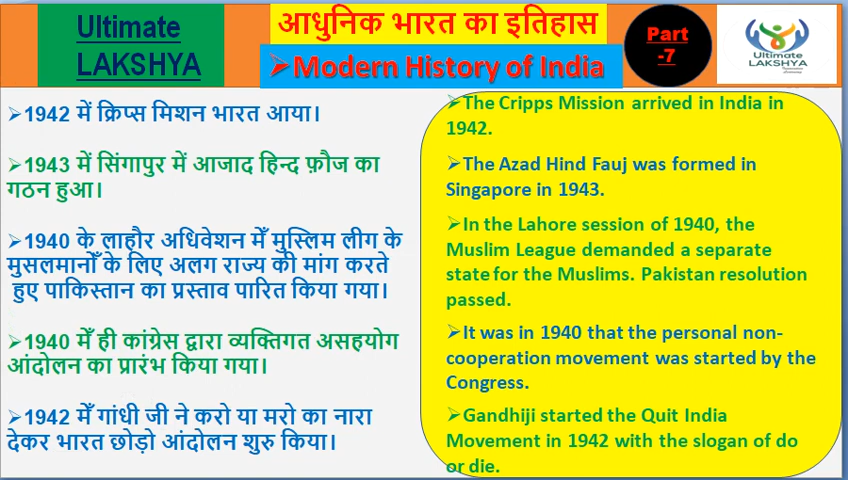 Ultimate
LAKSHYA
आधुनिक भारत का इतिहास
➢Modern History of India
Part
-7
Ultimate
LAKSHYA
➢1942 में क्रिप्स मिशन भारत आया।
➢1943 में सिंगापुर में आजाद हिन्द फ़ौज का
गठन हुआ।
➢1940 के लाहौर अधिवेशन मेँ मुस्लिम लीग के
मुसलमानोँ के लिए अलग राज्य की मांग करते
हुए पाकिस्तान का प्रस्ताव पारित किया गया।
➢1940 मेँ ही कांग्रेस द्वारा व्यक्तिगत असहयोग
आंदोलन का प्रारंभ किया गया।
➢1942 मेँ गांधी जी ने करो या मरो का नारा
देकर भारत छोड़ो आंदोलन शुरु किया।
➢The Cripps Mission arrived in India in
1942.
➢The Azad Hind Fauj was formed in
Singapore in 1943.
➢In the Lahore session of 1940, the
Muslim League demanded a separate
state for the Muslims. Pakistan resolution
passed.
➢It was in 1940 that the personal non-
cooperation movement was started by the
Congress.
➢Gandhiji started the Quit India
Movement in 1942 with the slogan of do
or die.